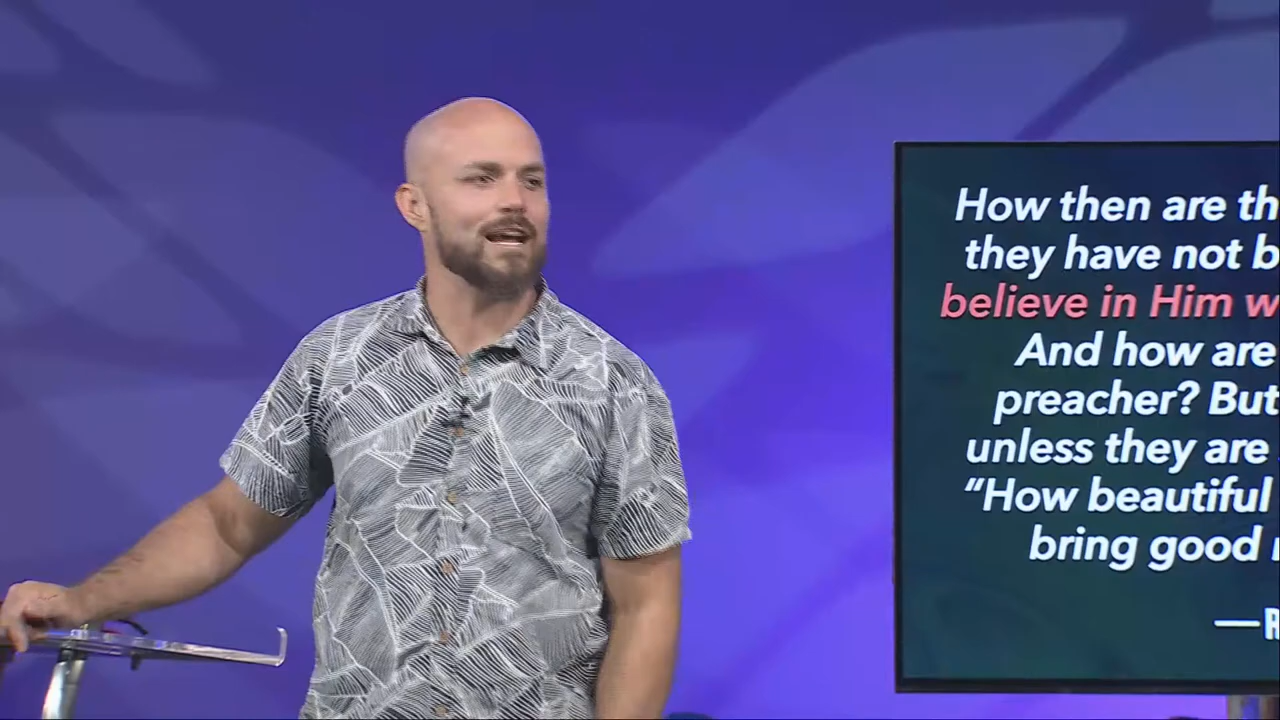 How then are th
they have not b
believe in Him w
And how are
preacher? But
unless they are
“How beautiful
bring good
—R